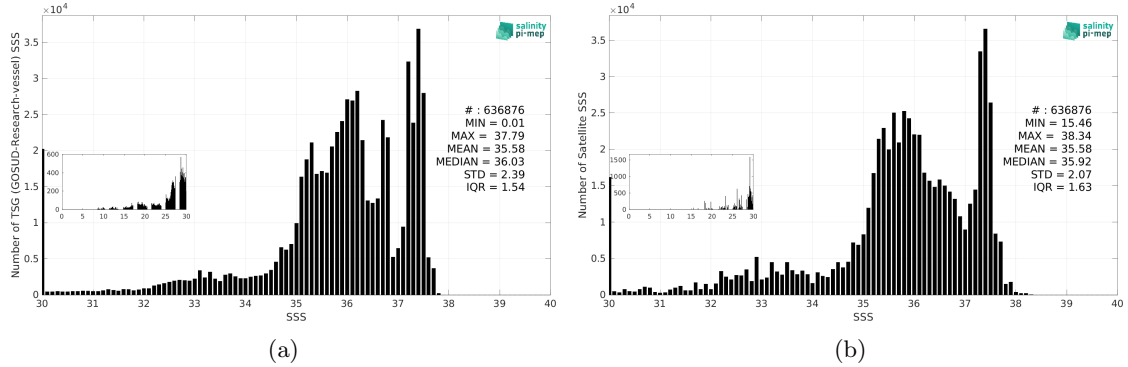 ×10⁴
3.5
3
2.5
2
1.5
1
0.5
0
Number of TSG (GOSUD-Research-vessel) SSS
salinity
pi-mep
# : 636876
MIN = 0.01
MAX = 37.79
MEAN = 35.58
MEDIAN = 36.03
STD = 2.39
IQR = 1.54
600
400
200
0
0 5 10 15 20 25 30
30 31 32 33 34 35 36 37 38 39 40
SSS
(a)
×10⁴
3.5
3
2.5
2
1.5
1
0.5
0
Number of Satellite SSS
salinity
pi-mep
# : 636876
MIN = 15.46
MAX = 38.34
MEAN = 35.58
MEDIAN = 35.92
STD = 2.07
IQR = 1.63
1500
1000
500
0
0 5 10 15 20 25 30
30 31 32 33 34 35 36 37 38 39 40
SSS
(b)